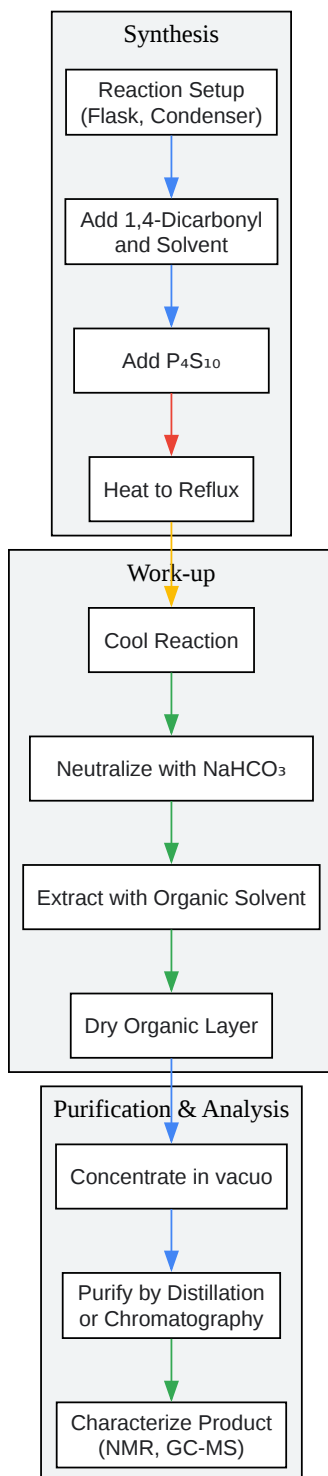 Synthesis
Reaction Setup
(Flask, Condenser)
Add 1,4-Dicarbonyl
and Solvent
Add P₄S₁₀
Heat to Reflux
Work-up
Cool Reaction
Neutralize with NaHCO₃
Extract with Organic Solvent
Dry Organic Layer
Purification & Analysis
Concentrate in vacuo
Purify by Distillation
or Chromatography
Characterize Product
(NMR, GC-MS)